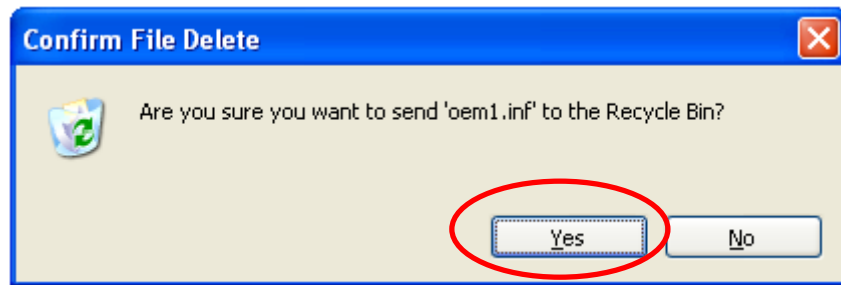 Confirm File Delete
Are you sure you want to send 'oem1.inf' to the Recycle Bin?
Yes
No